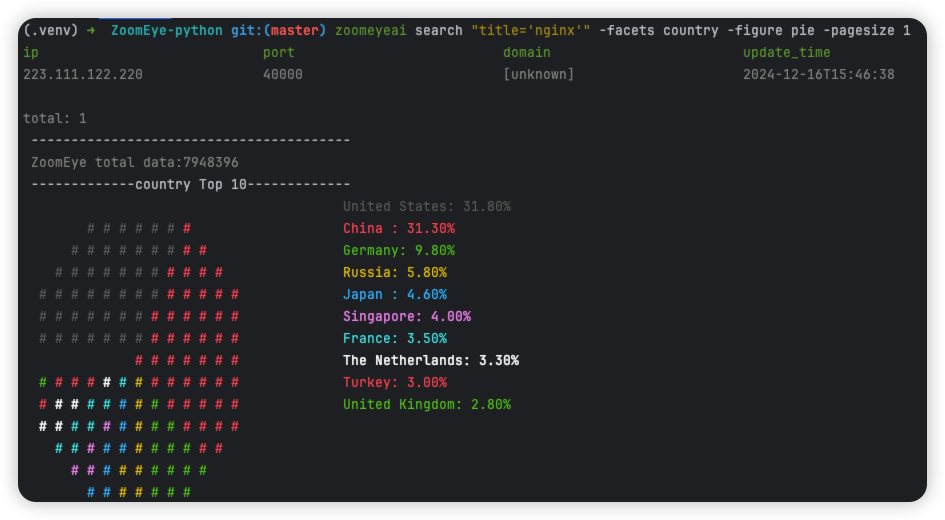 (.venv) → ZoomEye-python git:(master) zoomeyeai search "title='nginx'" -facets country -figure pie -pagesize 1
ip port domain update_time
223.111.122.220 40000 [unknown] 2024-12-16T15:46:38
total: 1
----------------------------------------
ZoomEye total data:7948396
-------------country Top 10-------------
United States: 31.80%
# # # # # # # China : 31.30%
# # # # # # # # # Germany: 9.80%
# # # # # # # # # # # Russia: 5.80%
# # # # # # # # # # # # # Japan : 4.60%
# # # # # # # # # # # # # Singapore: 4.00%
# # # # # # # # # # # # # France: 3.50%
# # # # # # # The Netherlands: 3.30%
# # # # # # # # # # # # # Turkey: 3.00%
# # # # # # # # # # # # # United Kingdom: 2.80%
# # # # # # # # # # # # #
# # # # # # # # # # #
# # # # # # # # #
# # # # # # #